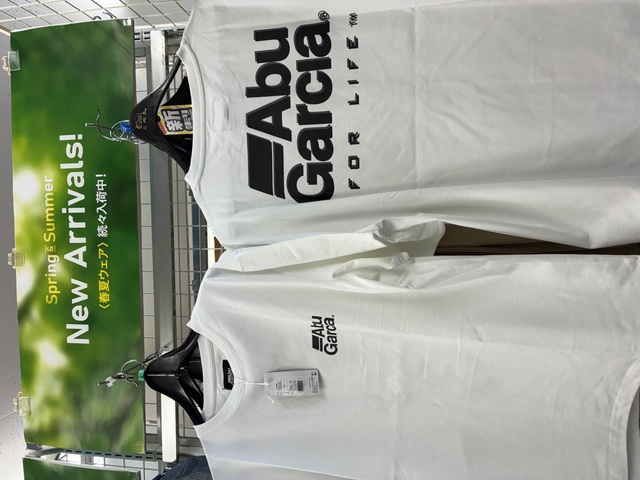 Spring & Summer
New Arrivals!
〈春夏ウェア〉続々入荷中！
Abu
Garcia®
FOR LIFE™
Abu
Garcia.